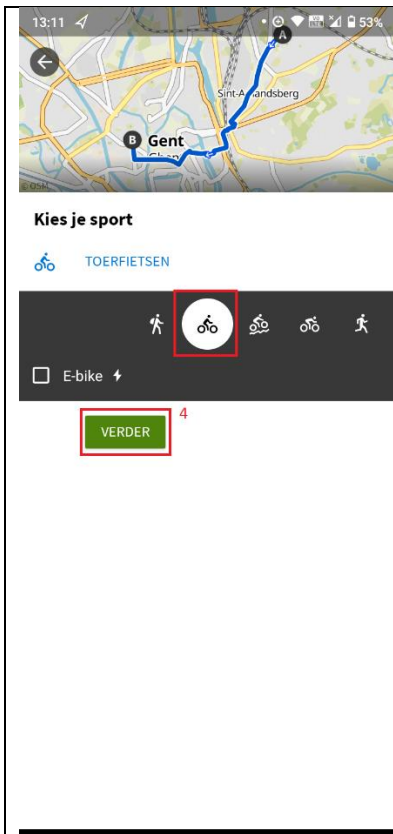 13:11 53%
A
Sint-Amandsberg
B Gent
©OSM
Kies je sport
TOERFIETSEN
E-bike
4
VERDER